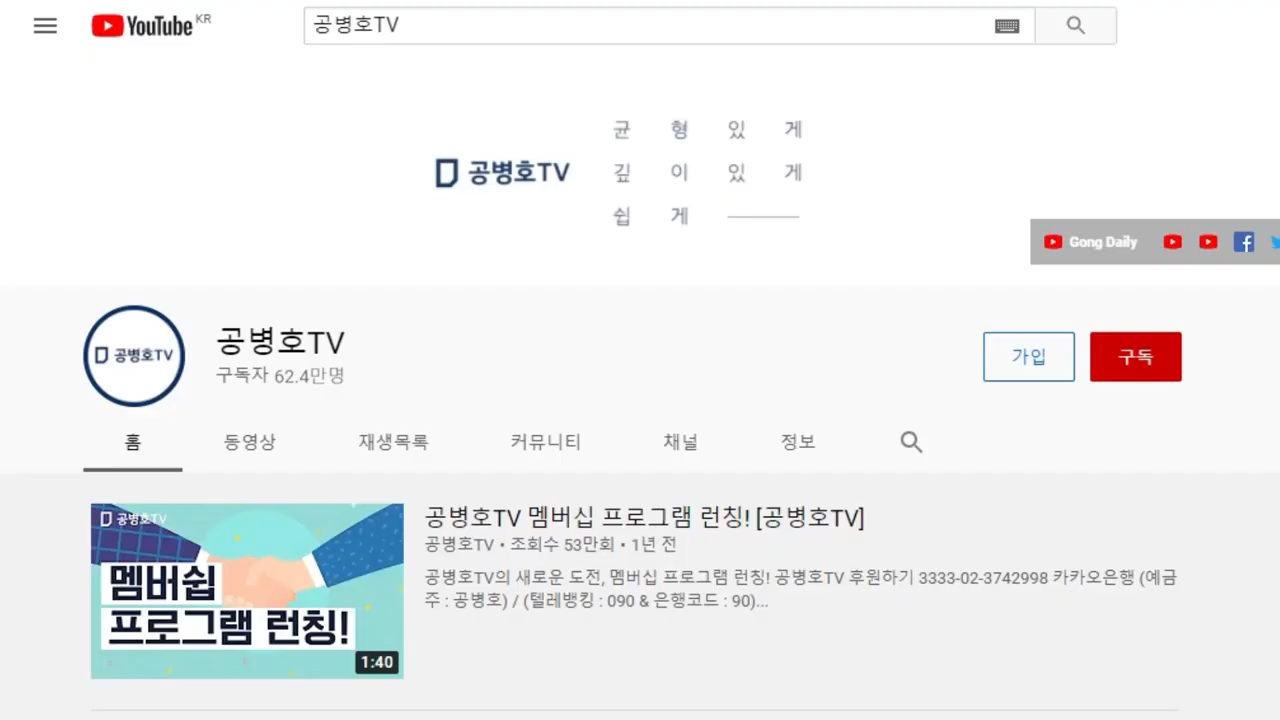 YouTube KR
공병호TV
균형있게
공병호TV
깊이있게
쉽게
Gong Daily
공병호TV
공병호TV
구독자 62.4만명
가입
구독
홈
동영상
재생목록
커뮤니티
채널
정보
공병호TV
멤버쉽
프로그램 런칭!
1:40
공병호TV 멤버십 프로그램 런칭! [공병호TV]
공병호TV • 조회수 53만회 • 1년 전
공병호TV의 새로운 도전, 멤버십 프로그램 런칭! 공병호TV 후원하기 3333-02-3742998 카카오은행 (예금
주 : 공병호) / (텔레뱅킹 : 090 & 은행코드 : 90)...